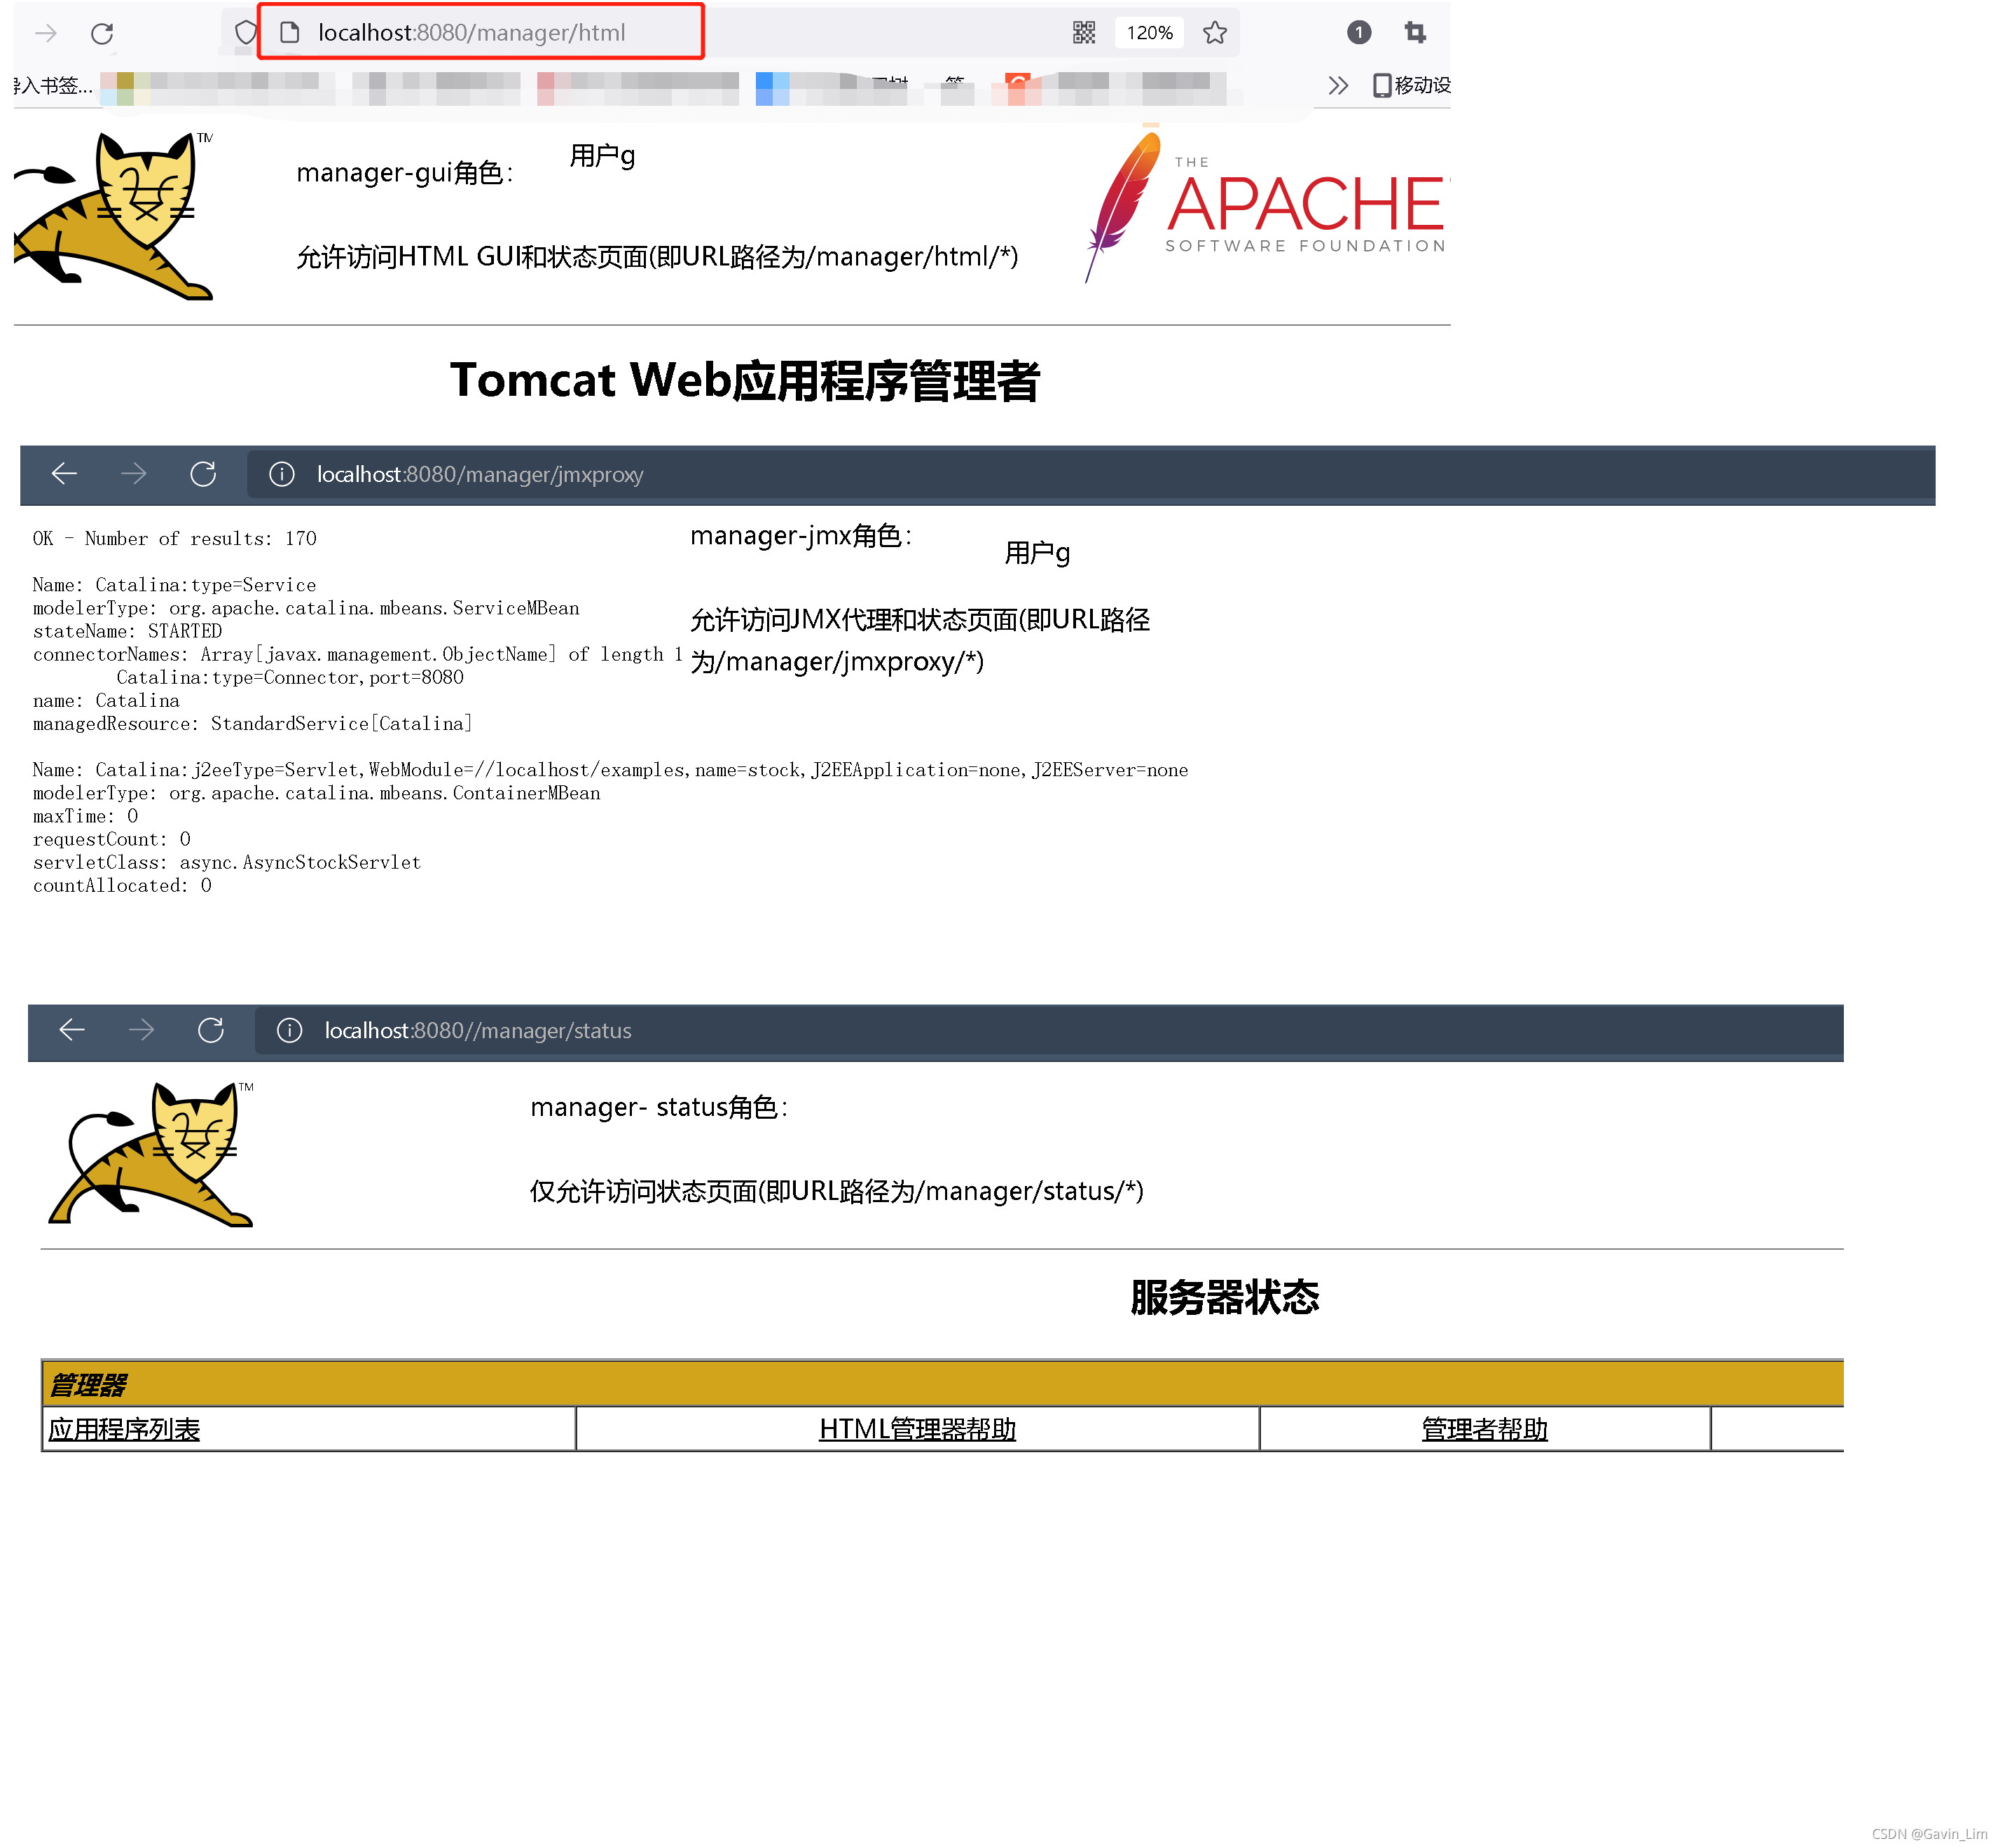 localhost:8080/manager/html
120%
1
导入书签...
移动设
TM
manager-gui角色：
用户g
允许访问HTML GUI和状态页面(即URL路径为/manager/html/*)
THE
APACHE
SOFTWARE FOUNDATION
Tomcat Web应用程序管理者
localhost:8080/manager/jmxproxy
OK - Number of results: 170
manager-jmx角色：
用户g
允许访问JMX代理和状态页面(即URL路径
为/manager/jmxproxy/*)
Name: Catalina:type=Service
modelerType: org.apache.catalina.mbeans.ServiceMBean
stateName: STARTED
connectorNames: Array[javax.management.ObjectName] of length 1
Catalina:type=Connector,port=8080
name: Catalina
managedResource: StandardService[Catalina]
Name: Catalina:j2eeType=Servlet,WebModule=//localhost/examples,name=stock,J2EEApplication=none,J2EEServer=none
modelerType: org.apache.catalina.mbeans.ContainerMBean
maxTime: 0
requestCount: 0
servletClass: async.AsyncStockServlet
countAllocated: 0
localhost:8080//manager/status
TM
manager- status角色：
仅允许访问状态页面(即URL路径为/manager/status/*)
服务器状态
管理器
应用程序列表
HTML管理器帮助
管理者帮助
CSDN @Gavin_Lim